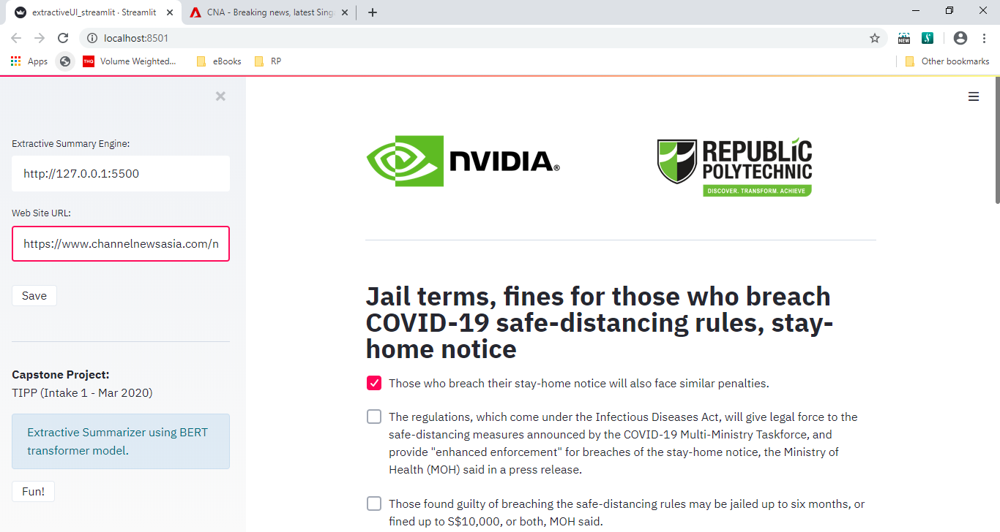 extractiveUI_streamlit · Streamlit
CNA - Breaking news, latest Sing
localhost:8501
NEW
Apps
THQ
Volume Weighted...
eBooks
RP
Other bookmarks
Extractive Summary Engine:
http://127.0.0.1:5500
Web Site URL:
https://www.channelnewsasia.com/n
Save
Capstone Project:
TIPP (Intake 1 - Mar 2020)
Extractive Summarizer using BERT
transformer model.
Fun!
NVIDIA®
REPUBLIC
POLYTECHNIC
DISCOVER. TRANSFORM. ACHIEVE
Jail terms, fines for those who breach
COVID-19 safe-distancing rules, stay-
home notice
Those who breach their stay-home notice will also face similar penalties.
The regulations, which come under the Infectious Diseases Act, will give legal force to the
safe-distancing measures announced by the COVID-19 Multi-Ministry Taskforce, and
provide "enhanced enforcement" for breaches of the stay-home notice, the Ministry of
Health (MOH) said in a press release.
Those found guilty of breaching the safe-distancing rules may be jailed up to six months, or
fined up to S$10,000, or both, MOH said.